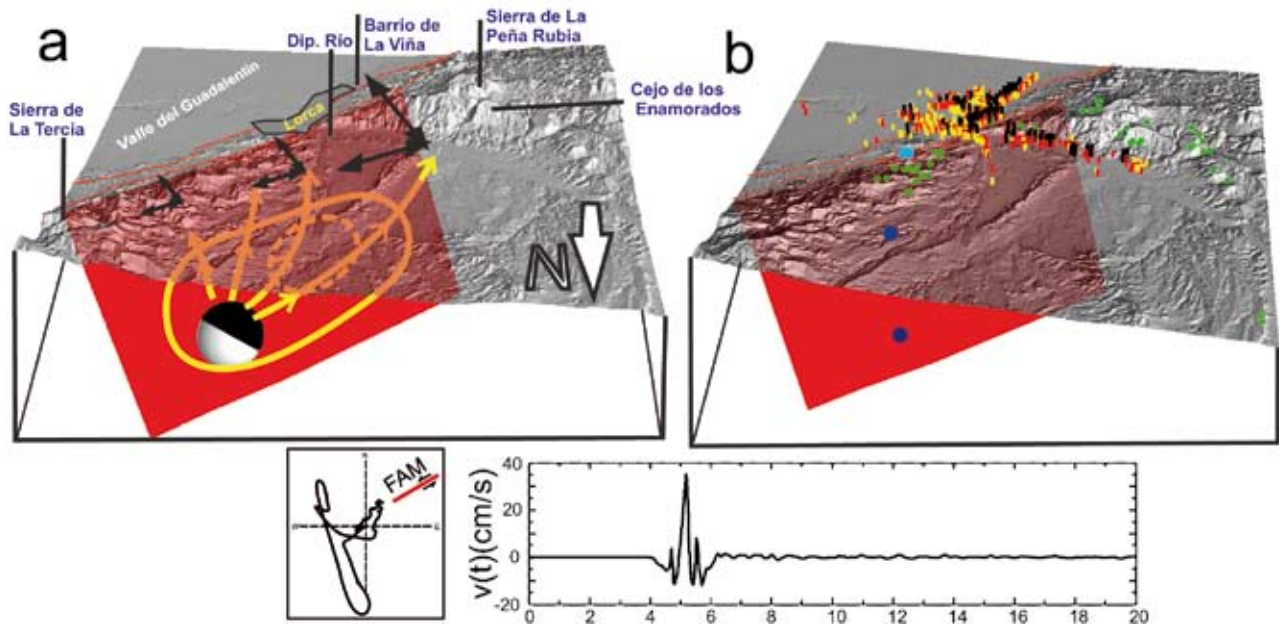 a
b
Sierra de
La Tercia
Valle del Guadalentín
Dip. Río
Barrio de
La Viña
Sierra de La
Peña Rubia
Cejo de los
Enamorados
Lorca
N
FAM
v(t)(cm/s)
40
20
0
-20
0 2 4 6 8 10 12 14 16 18 20